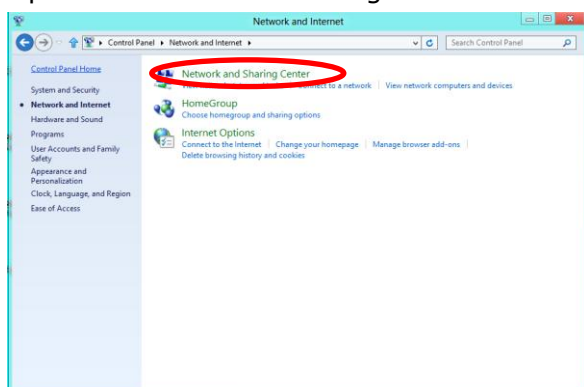 Network and Internet
Control Panel ▸ Network and Internet ▸
Search Control Panel
Control Panel Home
System and Security
Network and Internet
Hardware and Sound
Programs
User Accounts and Family
Safety
Appearance and
Personalization
Clock, Language, and Region
Ease of Access
Network and Sharing Center
to a network | View network computers and devices
HomeGroup
Choose homegroup and sharing options
Internet Options
Connect to the Internet | Change your homepage | Manage browser add-ons
Delete browsing history and cookies